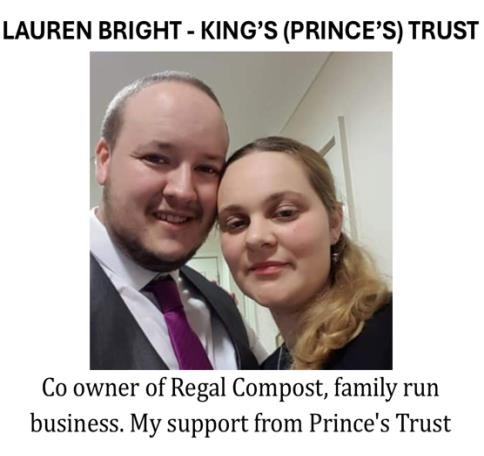 LAUREN BRIGHT - KING’S (PRINCE’S) TRUST
Co owner of Regal Compost, family run
business. My support from Prince's Trust